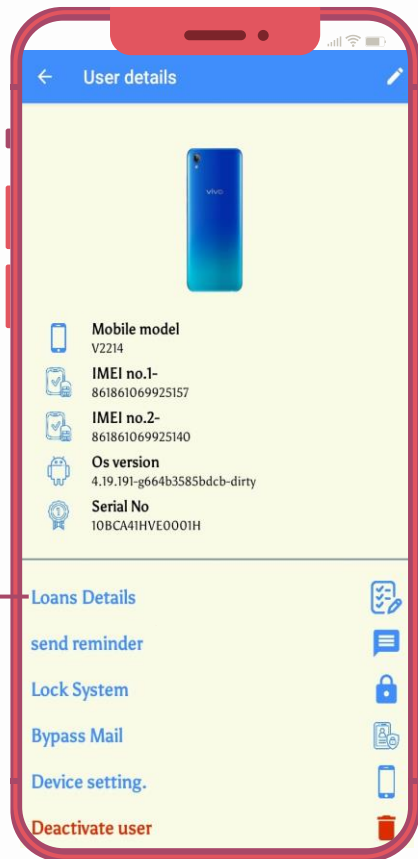 User details
vivo
Mobile model
V2214
IMEI no.1-
861861069925157
IMEI no.2-
861861069925140
Os version
4.19.191-g664b3585bdcb-dirty
Serial No
10BCA41HVE0001H
Loans Details
send reminder
Lock System
Bypass Mail
Device setting.
Deactivate user